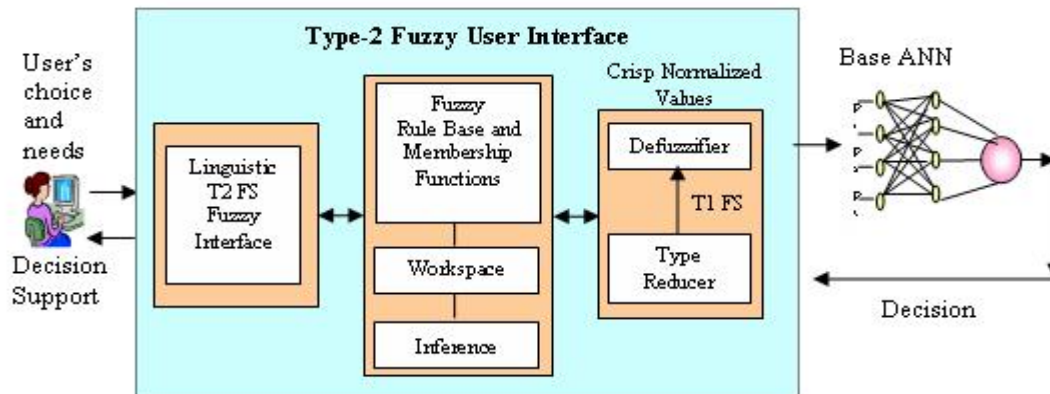 Type-2 Fuzzy User Interface
User's
choice
and
needs
Decision
Support
Linguistic
T2 FS
Fuzzy
Interface
Fuzzy
Rule Base and
Membership
Functions
Workspace
Inference
Crisp Normalized
Values
Defuzzifier
T1 FS
Type
Reducer
Base ANN
Decision